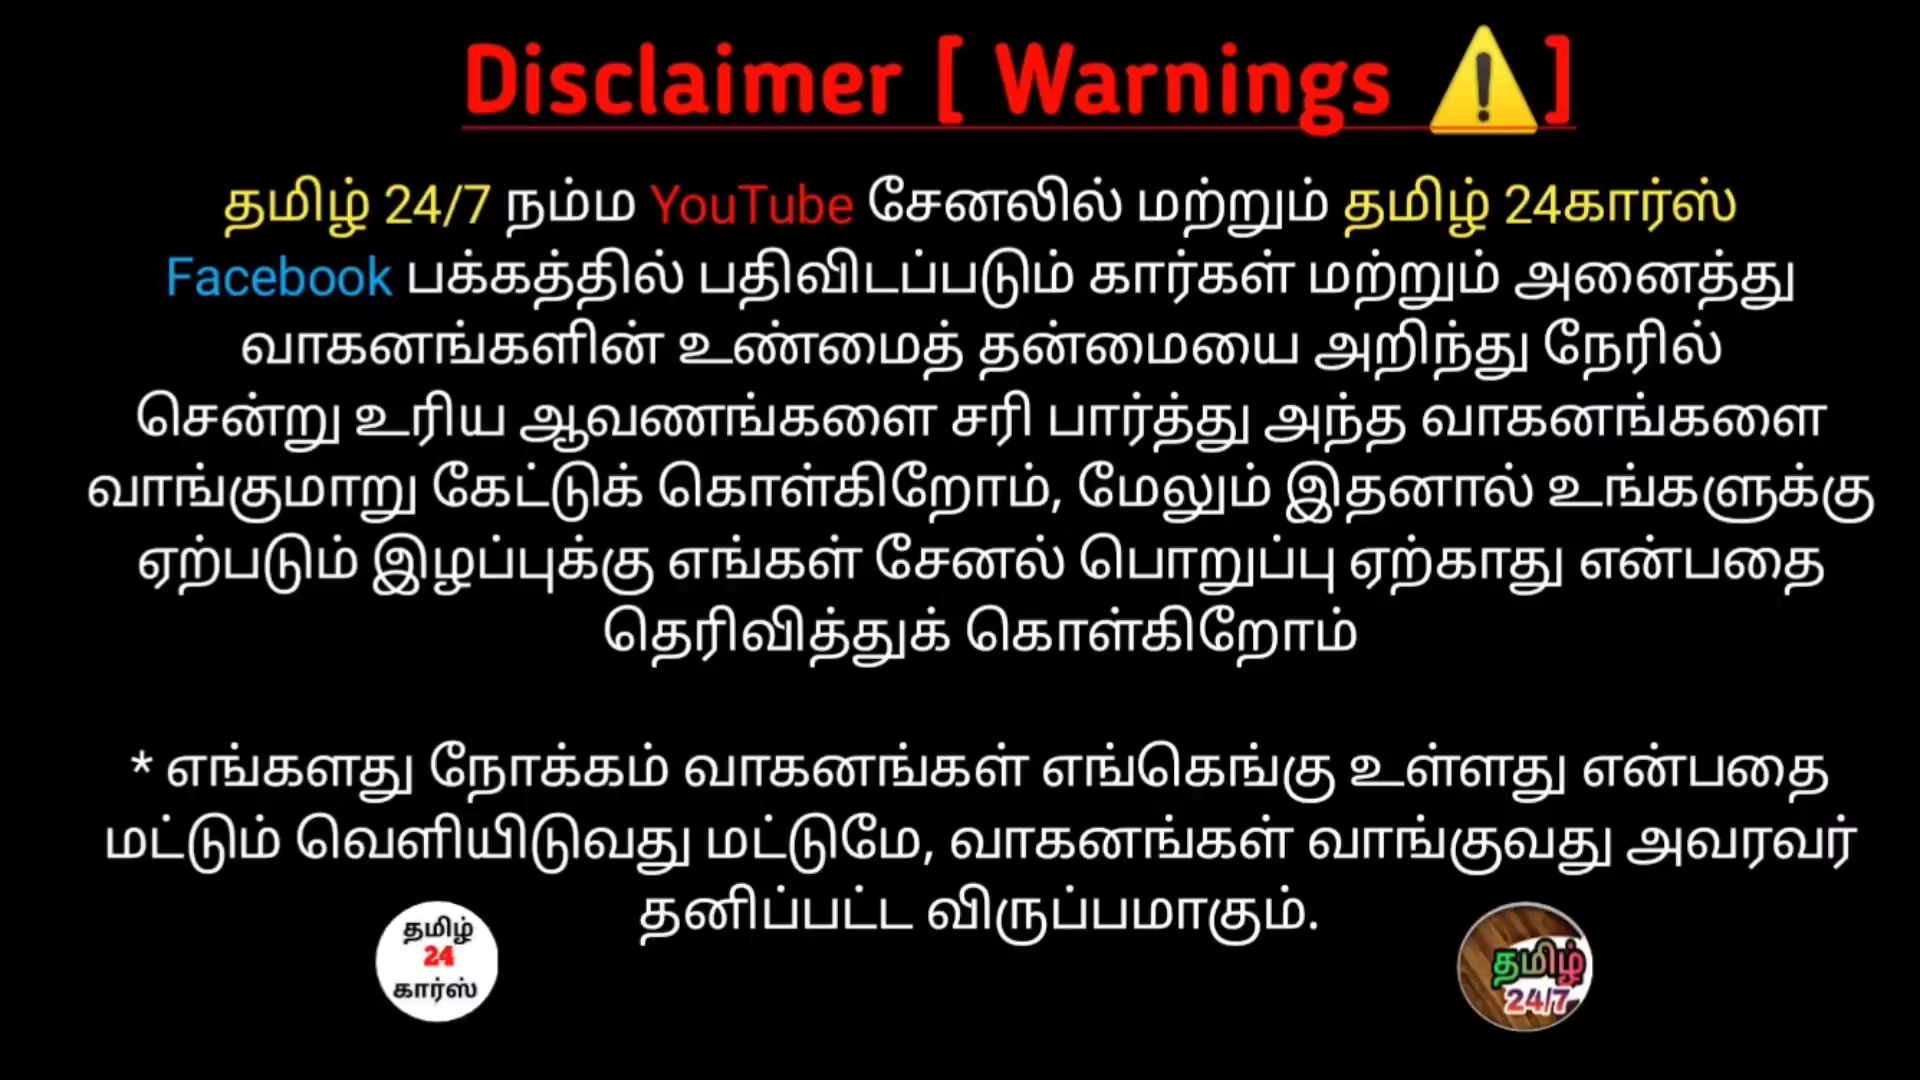 Disclaimer [ Warnings ⚠️]
தமிழ் 24/7 நம்ம YouTube சேனலில் மற்றும் தமிழ் 24கார்ஸ்
Facebook பக்கத்தில் பதிவிடப்படும் கார்கள் மற்றும் அனைத்து
வாகனங்களின் உண்மைத் தன்மையை அறிந்து நேரில்
சென்று உரிய ஆவணங்களை சரி பார்த்து அந்த வாகனங்களை
வாங்குமாறு கேட்டுக் கொள்கிறோம், மேலும் இதனால் உங்களுக்கு
ஏற்படும் இழப்புக்கு எங்கள் சேனல் பொறுப்பு ஏற்காது என்பதை
தெரிவித்துக் கொள்கிறோம்
* எங்களது நோக்கம் வாகனங்கள் எங்கெங்கு உள்ளது என்பதை
மட்டும் வெளியிடுவது மட்டுமே, வாகனங்கள் வாங்குவது அவரவர்
தனிப்பட்ட விருப்பமாகும்.
தமிழ்
24
கார்ஸ்
தமிழ்
24/7